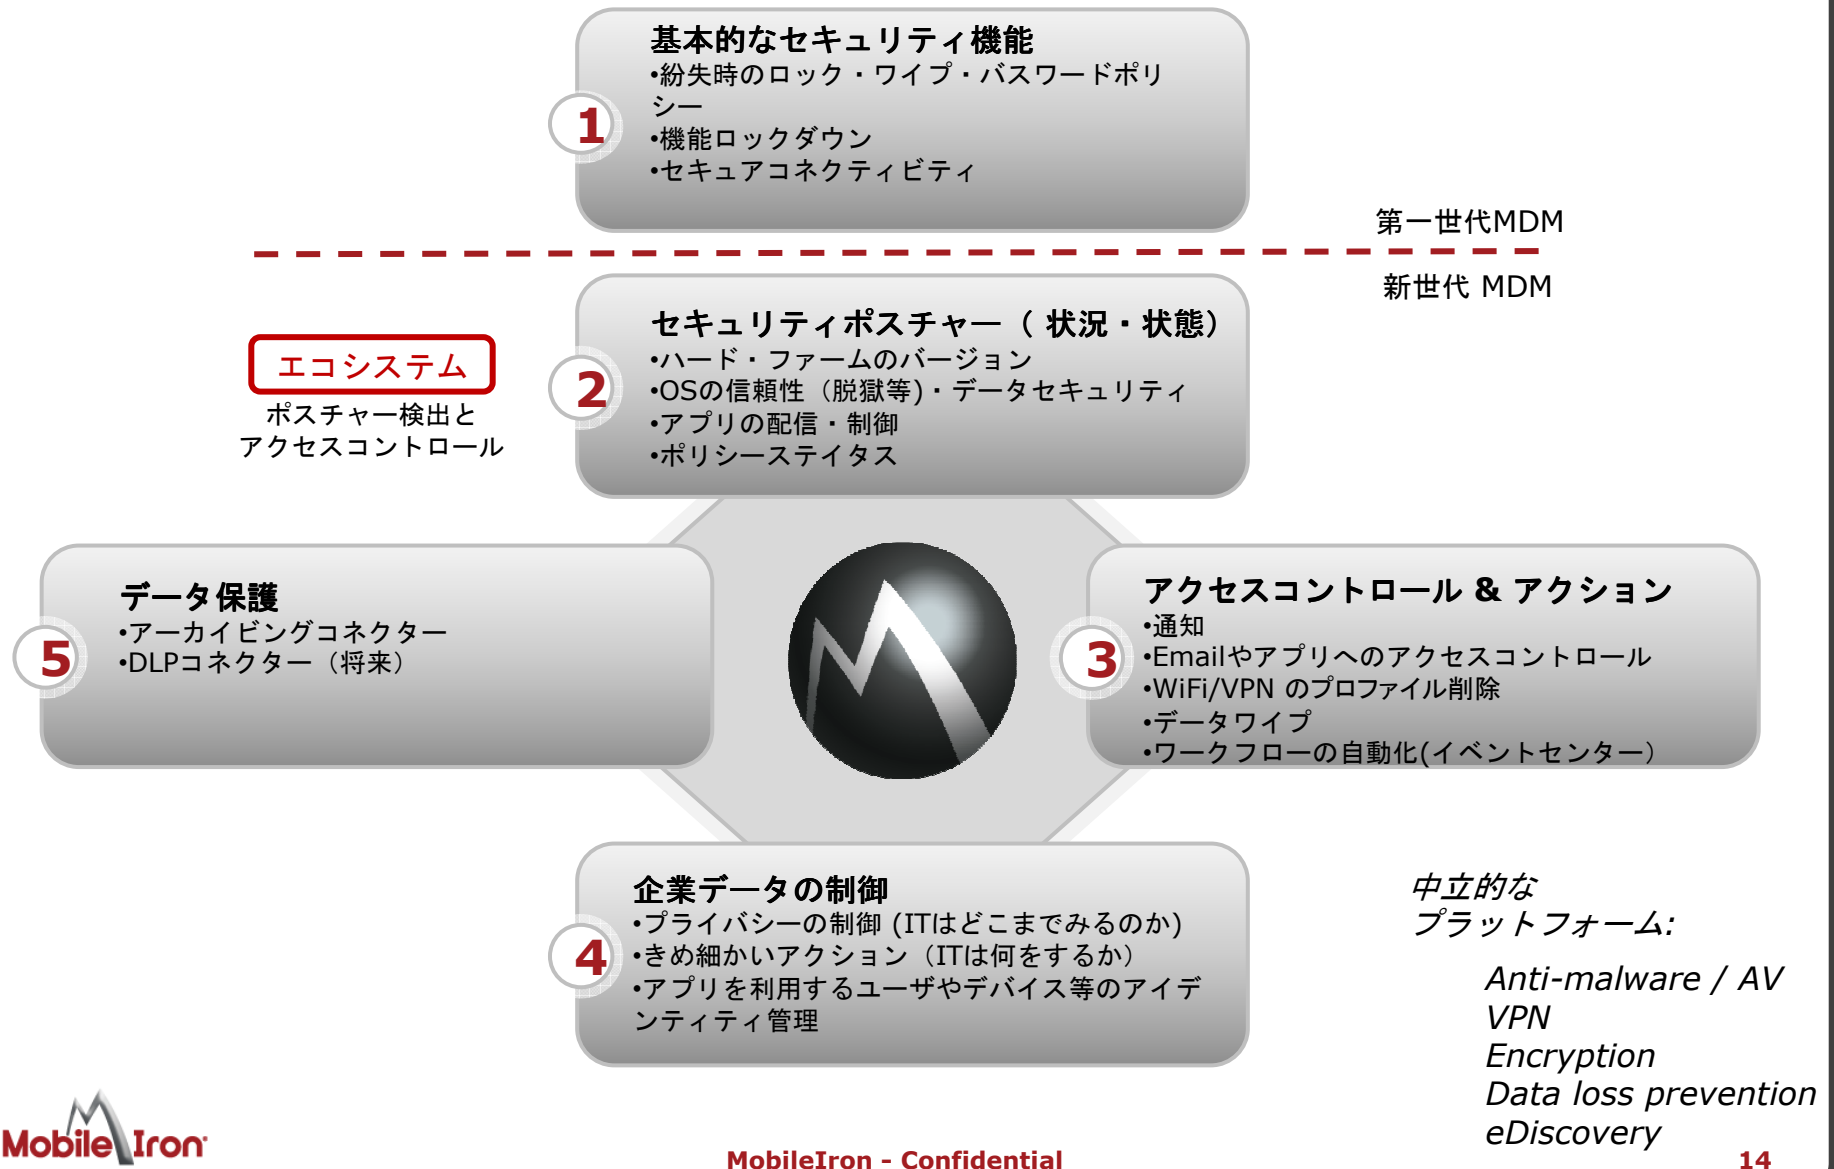 基本的なセキュリティ機能
•紛失時のロック・ワイプ・パスワードポリ
シー
•機能ロックダウン
•セキュアコネクティビティ
1
第一世代MDM
新世代 MDM
セキュリティポスチャー（ 状況・状態）
•ハード・ファームのバージョン
•OSの信頼性（脱獄等)・データセキュリティ
•アプリの配信・制御
•ポリシーステイタス
2
エコシステム
ポスチャー検出と
アクセスコントロール
アクセスコントロール & アクション
•通知
•Emailやアプリへのアクセスコントロール
•WiFi/VPN のプロファイル削除
•データワイプ
•ワークフローの自動化(イベントセンター）
3
企業データの制御
•プライバシーの制御 (ITはどこまでみるのか)
•きめ細かいアクション（ITは何をするか）
•アプリを利用するユーザやデバイス等のアイデ
ンティティ管理
4
データ保護
•アーカイビングコネクター
•DLPコネクター（将来）
5
中立的な
プラットフォーム:
Anti-malware / AV
VPN
Encryption
Data loss prevention
eDiscovery
MobileIron
MobileIron - Confidential
14